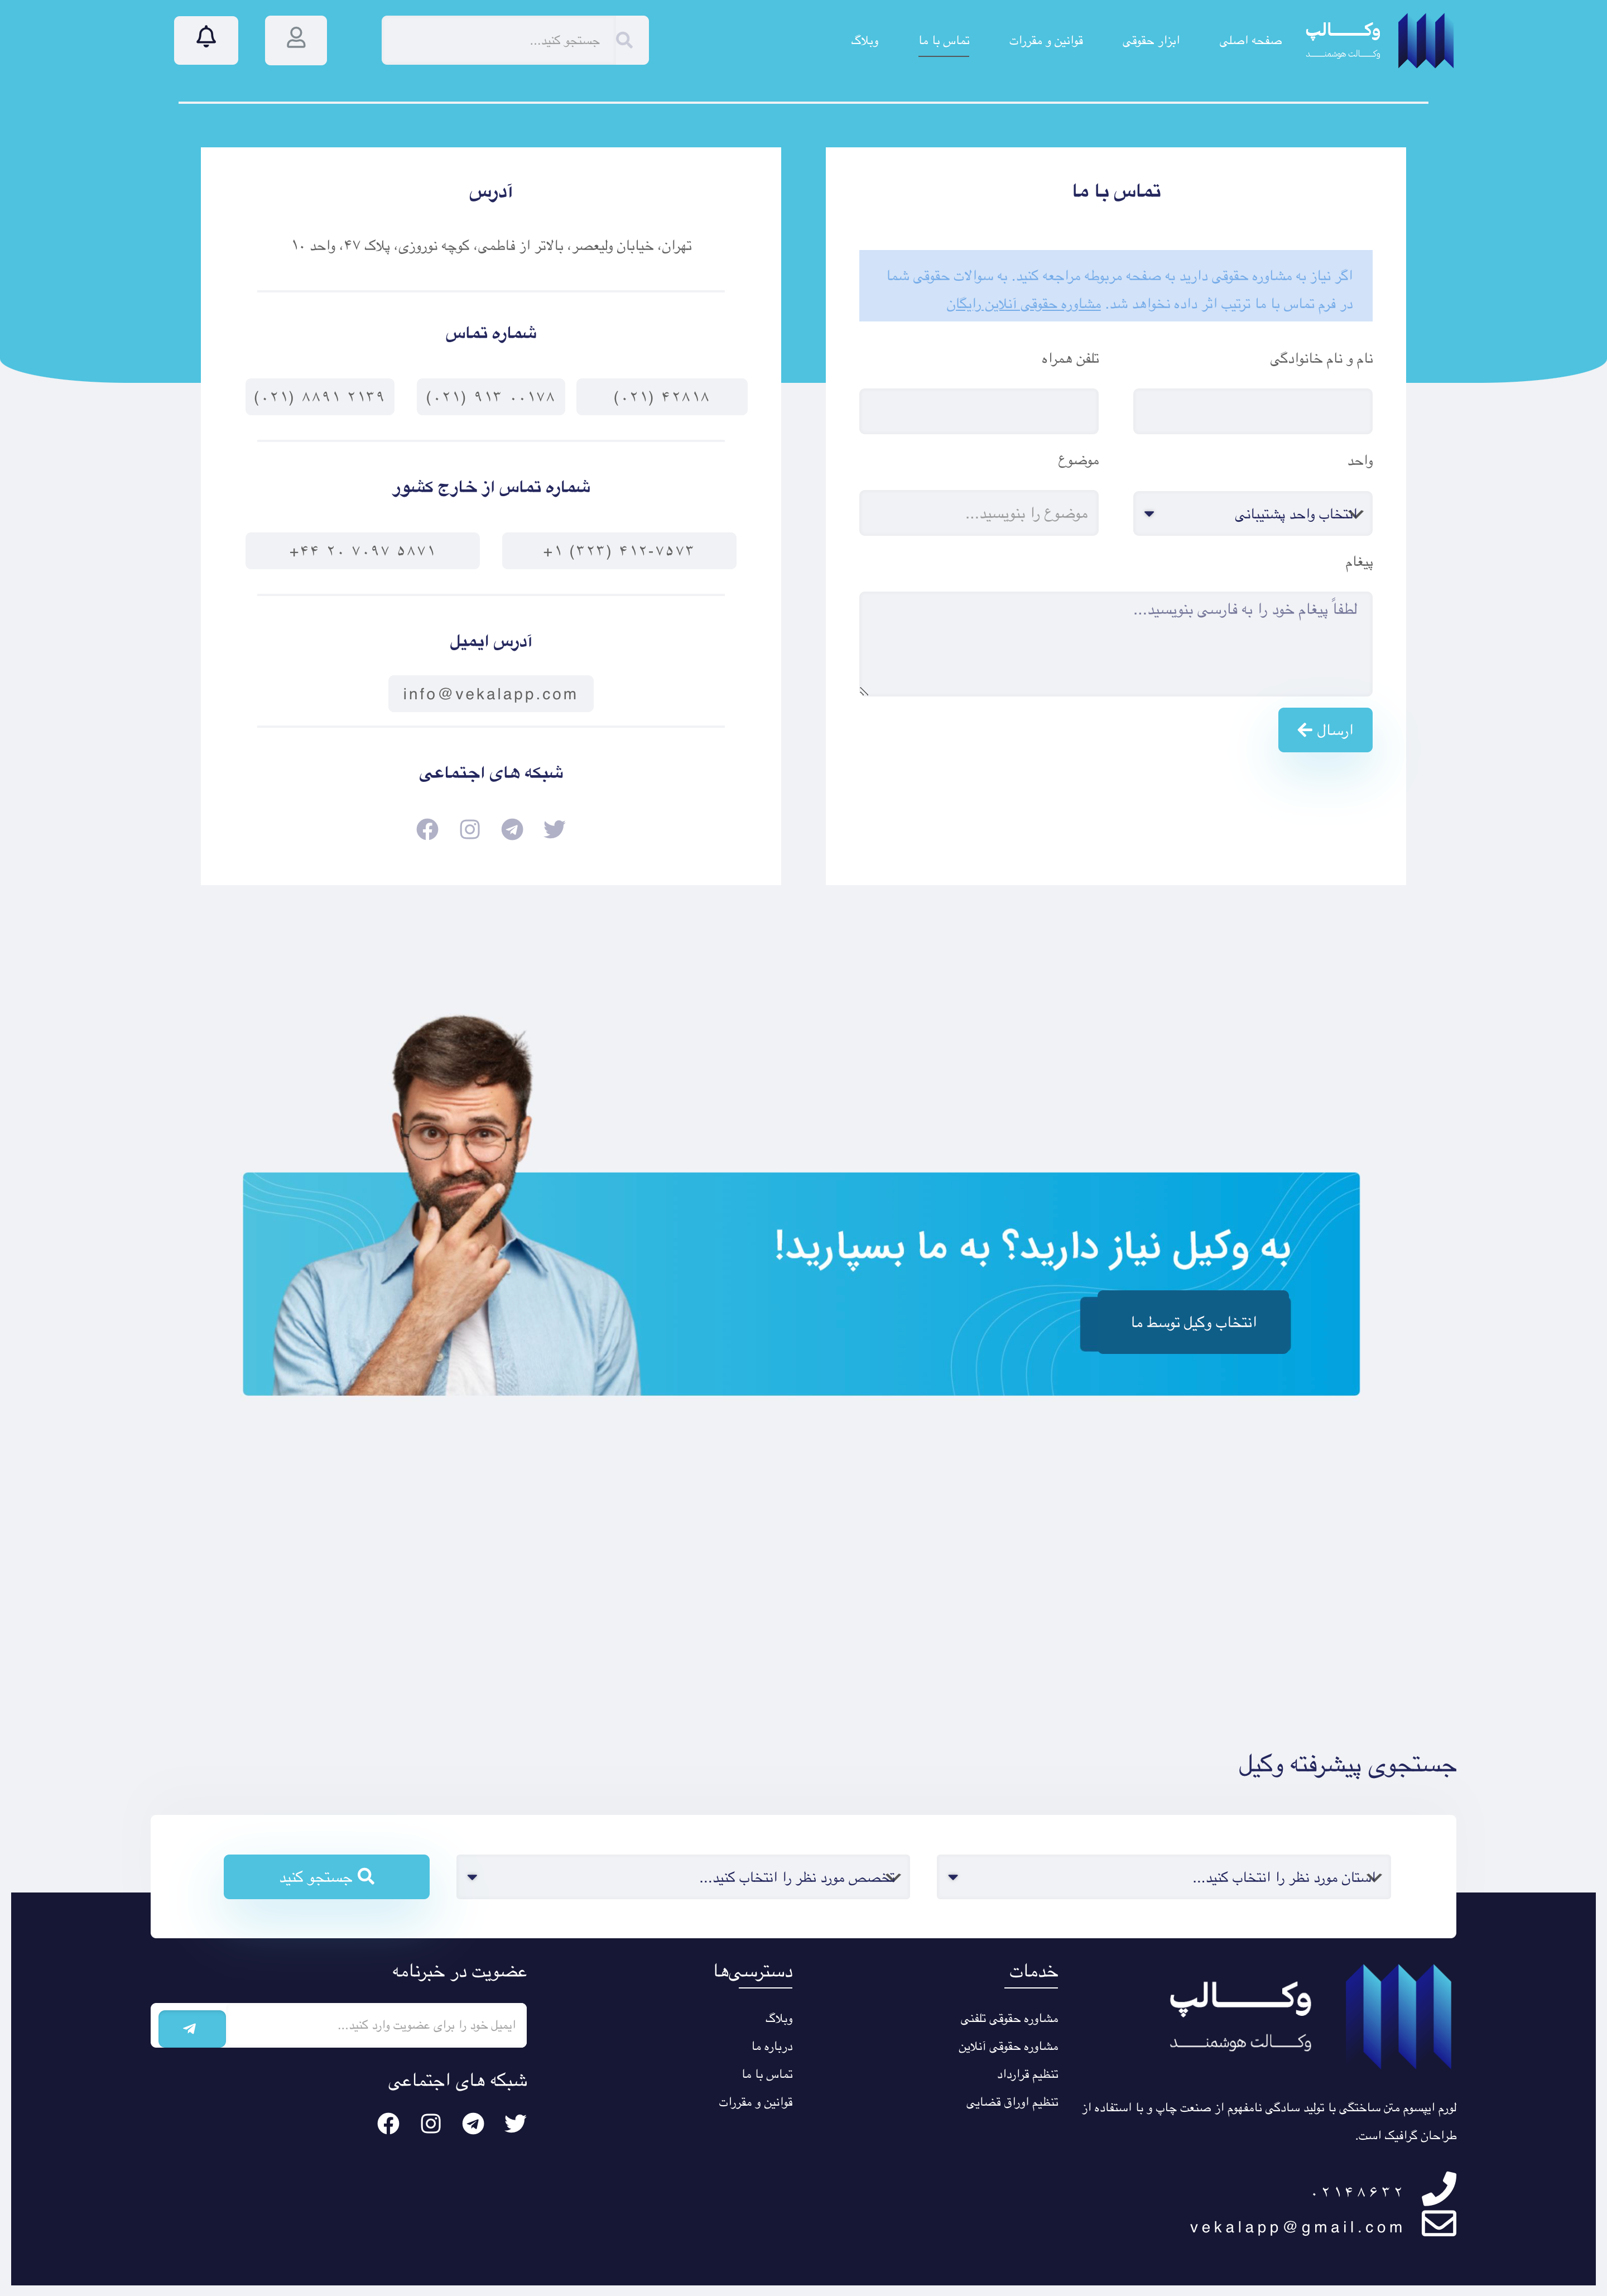 وکـــالپ
وکـــالت هوشمنـــد
صفحه اصلی
ابزار حقوقی
قوانین و مقررات
تماس با ما
وبلاگ
جستجو کنید...
تماس با ما
اگر نیاز به مشاوره حقوقی دارید به صفحه مربوطه مراجعه کنید. به سوالات حقوقی شما
در فرم تماس با ما ترتیب اثر داده نخواهد شد. مشاوره حقوقی آنلاین رایگان
نام و نام خانوادگی
تلفن همراه
واحد
موضوع
انتخاب واحد پشتیبانی
موضوع را بنویسید...
پیغام
لطفاً پیغام خود را به فارسی بنویسید...
ارسال
آدرس
تهران، خیابان ولیعصر، بالاتر از فاطمی، کوچه نوروزی، پلاک ۴۷، واحد ۱۰
شماره تماس
(۰۲۱) ۴۲۸۱۸
(۰۲۱) ۹۱۳ ۰۰۱۷۸
(۰۲۱) ۸۸۹۱ ۲۱۳۹
شماره تماس از خارج کشور
+۱ (۳۲۳) ۴۱۲-۷۵۷۳
+۴۴ ۲۰ ۷۰۹۷ ۵۸۷۱
آدرس ایمیل
info@vekalapp.com
شبکه های اجتماعی
به وکیل نیاز دارید؟ به ما بسپارید!
انتخاب وکیل توسط ما
جستجوی پیشرفته وکیل
استان مورد نظر را انتخاب کنید...
تخصص مورد نظر را انتخاب کنید...
جستجو کنید
وکـــالپ
وکـــالت هوشمنـــد
لورم ایپسوم متن ساختگی با تولید سادگی نامفهوم از صنعت چاپ و با استفاده از
طراحان گرافیک است.
۰۲۱۴۸۶۳۲
vekalapp@gmail.com
خدمات
مشاوره حقوقی تلفنی
مشاوره حقوقی آنلاین
تنظیم قرارداد
تنظیم اوراق قضایی
دسترسی‌ها
وبلاگ
درباره ما
تماس با ما
قوانین و مقررات
عضویت در خبرنامه
ایمیل خود را برای عضویت وارد کنید...
شبکه های اجتماعی